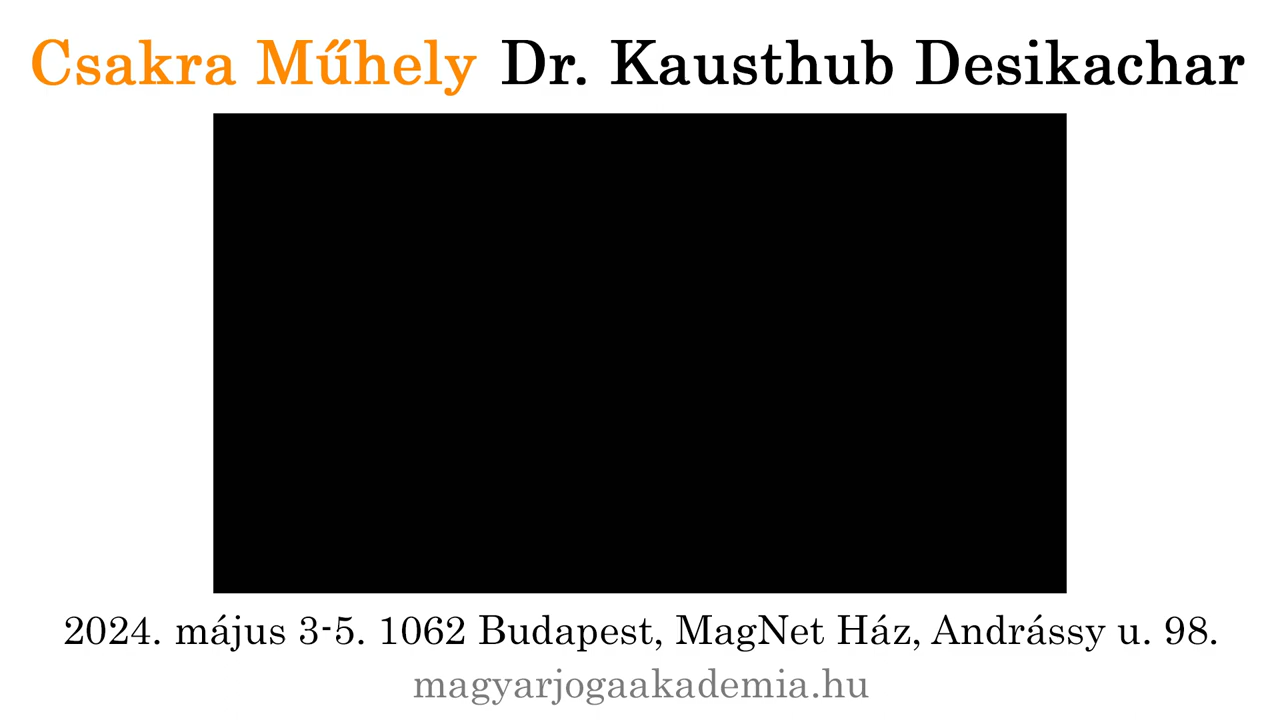 Csakra Műhely Dr. Kausthub Desikachar
2024. május 3-5. 1062 Budapest, MagNet Ház, Andrássy u. 98.
magyarjogaakademia.hu